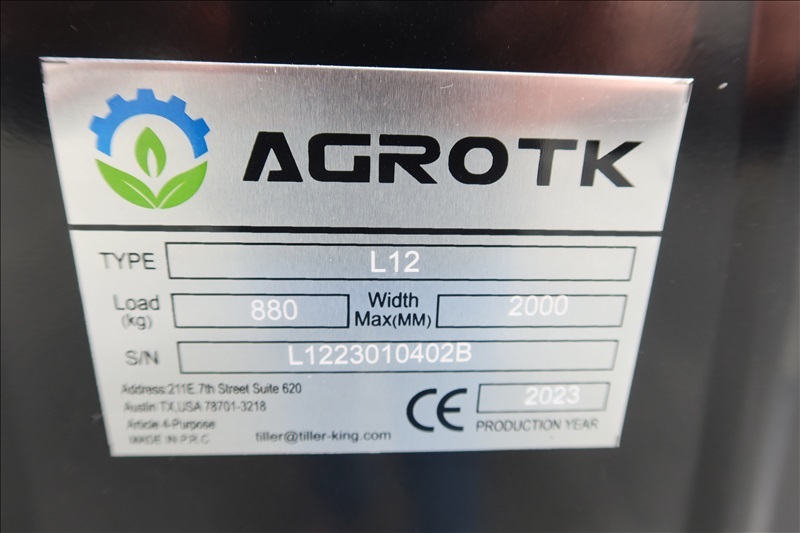 AGROTK
TYPE L12
Load (kg) 880 Width Max(MM) 2000
S/N L1223010402B
Address:211E.7th Street Suite 620
Austin TX,USA 78701-3218
Article 4-Purpose
MADE IN P.R.C
tiller@tiller-king.com
CE 2023
PRODUCTION YEAR